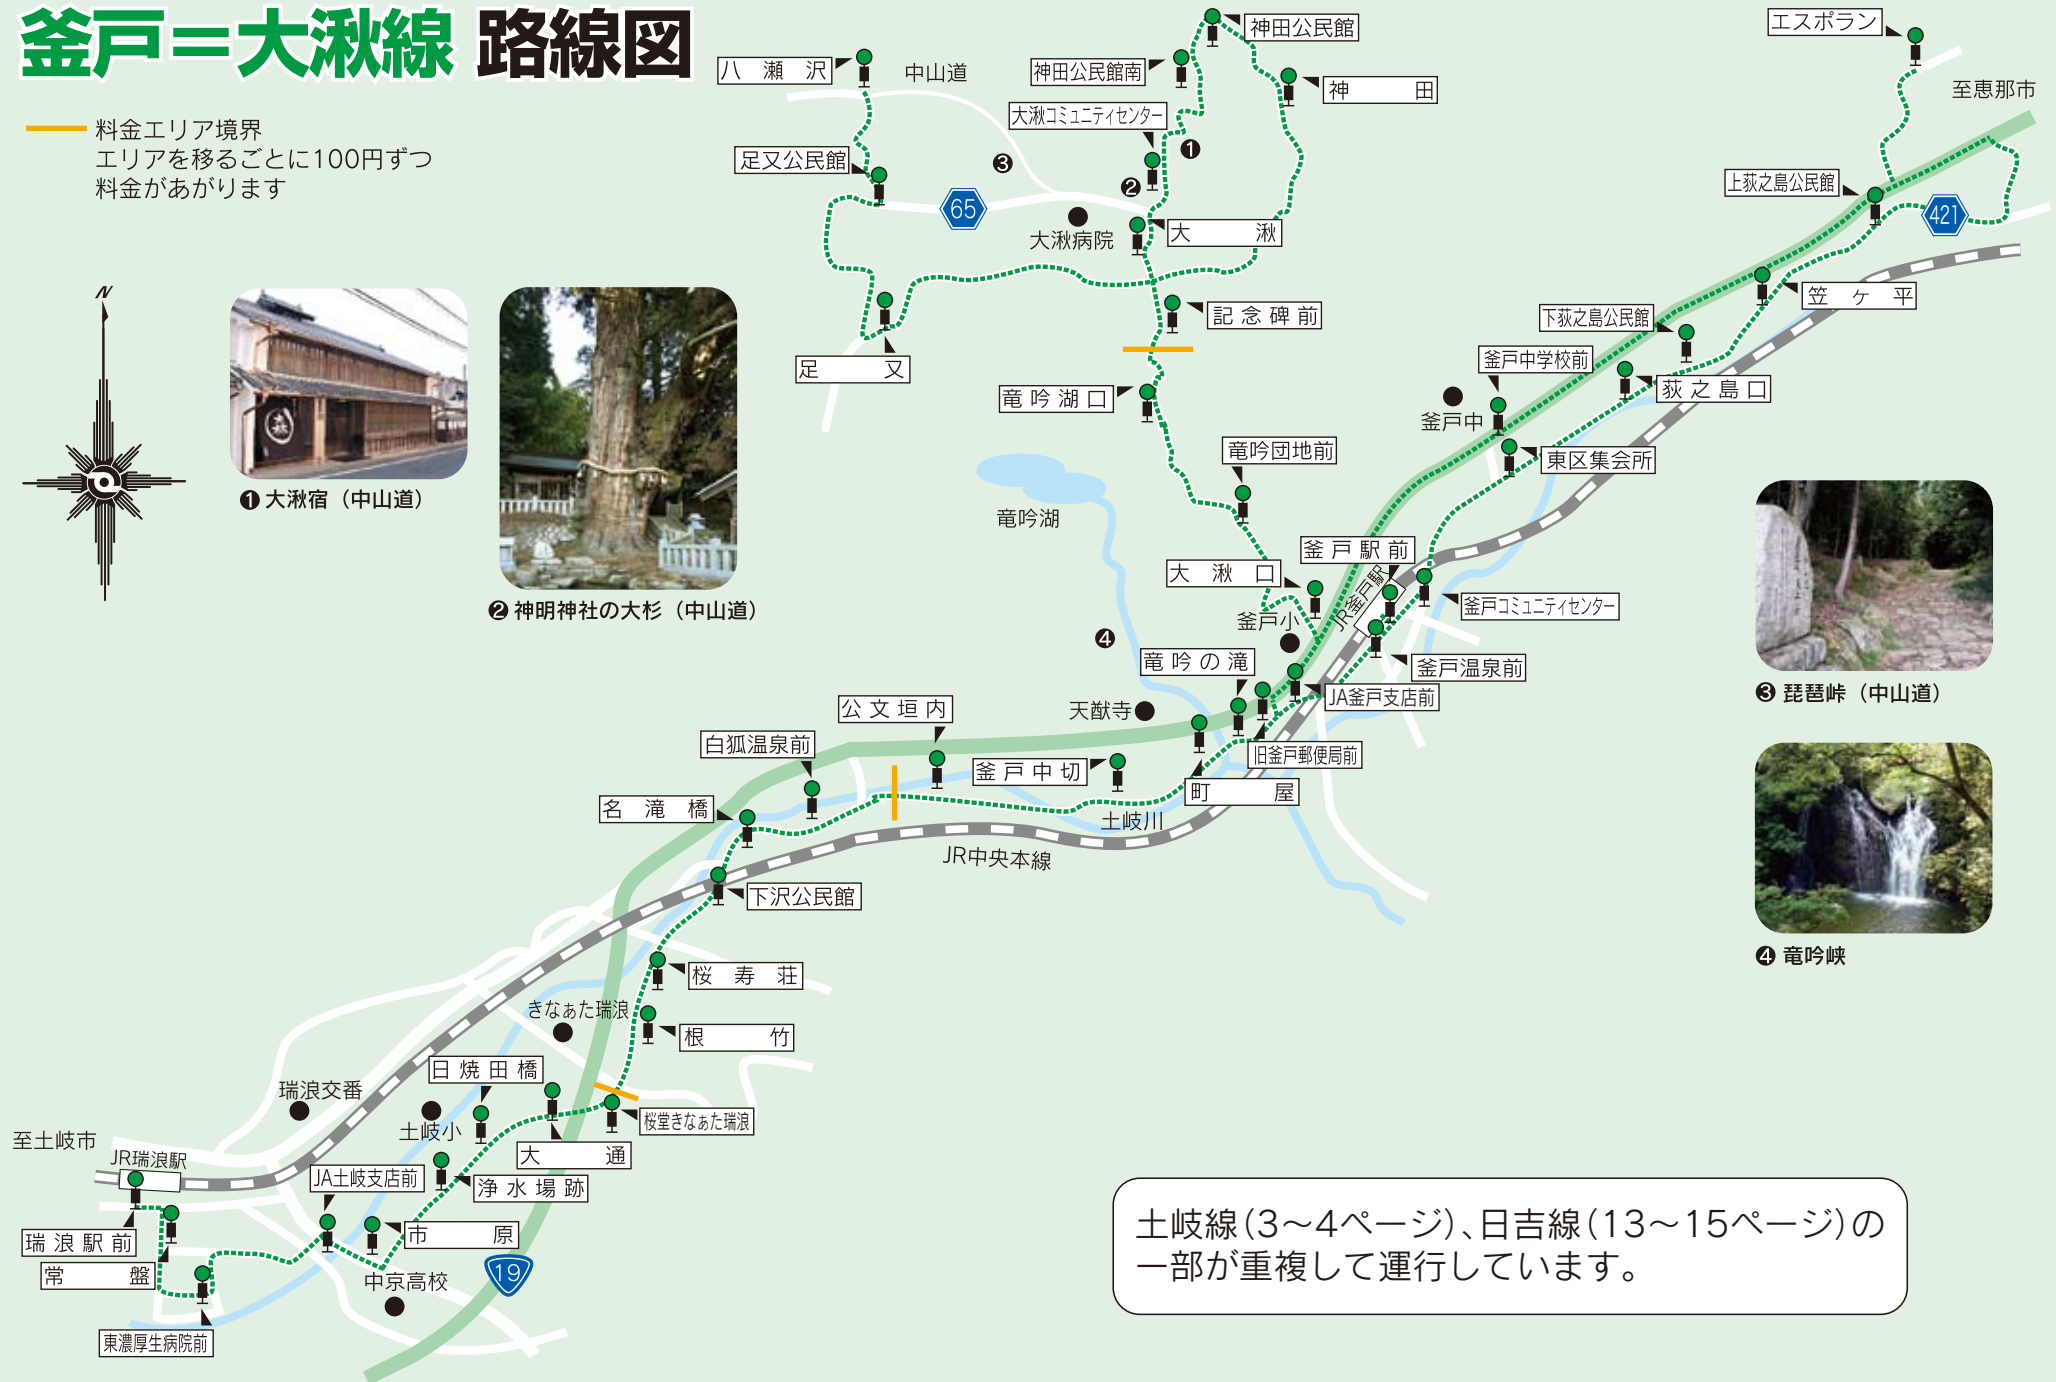 釜戸＝大湫線 路線図
料金エリア境界
エリアを移るごとに100円ずつ
料金があがります
八瀬沢
中山道
神田公民館
神田公民館南
神田
大湫コミュニティセンター
エスポラン
至恵那市
足又公民館
❶
❸
❷
65
大湫病院
大湫
上荻之島公民館
421
笠ヶ平
記念碑前
下荻之島公民館
釜戸中学校前
足又
荻之島口
竜吟湖口
釜戸中
東区集会所
竜吟団地前
竜吟湖
N
❶大湫宿（中山道）
❷神明神社の大杉（中山道）
釜戸駅前
JR釜戸駅
大湫口
釜戸小
釜戸コミュニティセンター
❹
竜吟の滝
釜戸温泉前
JA釜戸支店前
❸琵琶峠（中山道）
天猷寺
公文垣内
白狐温泉前
旧釜戸郵便局前
釜戸中切
町屋
名滝橋
土岐川
JR中央本線
下沢公民館
❹竜吟峡
桜寿荘
きなぁた瑞浪
根竹
日焼田橋
瑞浪交番
桜堂きなぁた瑞浪
土岐小
至土岐市
大通
JR瑞浪駅
JA土岐支店前
浄水場跡
市原
瑞浪駅前
常盤
中京高校
19
東濃厚生病院前
土岐線（3～4ページ）、日吉線（13～15ページ）の
一部が重複して運行しています。